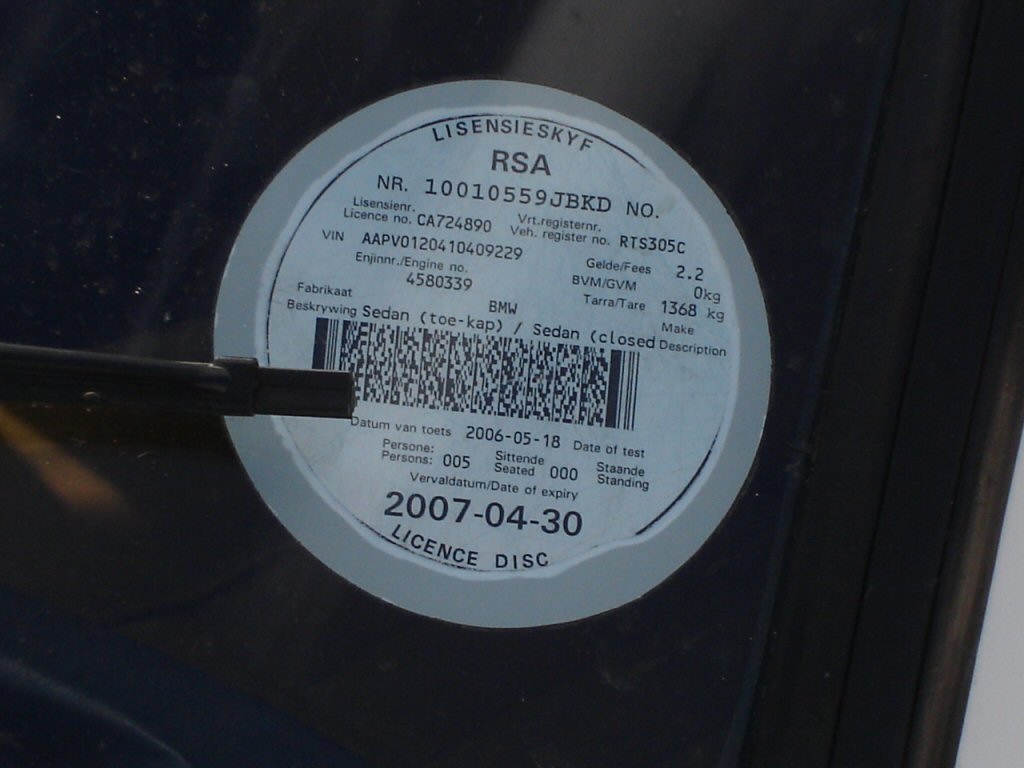 LISENSIESKYF
RSA
NR. 10010559JBKD NO.
Lisensienr.
Licence no. CA724890 Vrt.registernr.
Veh. register no. RTS305C
VIN AAPV0120410409229 Gelde/Fees 2.2
Enjinnr./Engine no. BVM/GVM 0kg
4580339 Tarra/Tare 1368 kg
Fabrikaat BMW Make
Beskrywing Sedan (toe-kap) / Sedan (closed Description
Datum van toets 2006-05-18 Date of test
Persone: Sittende Staande
Persons: 005 Seated 000 Standing
Vervaldatum/Date of expiry
2007-04-30
LICENCE DISC